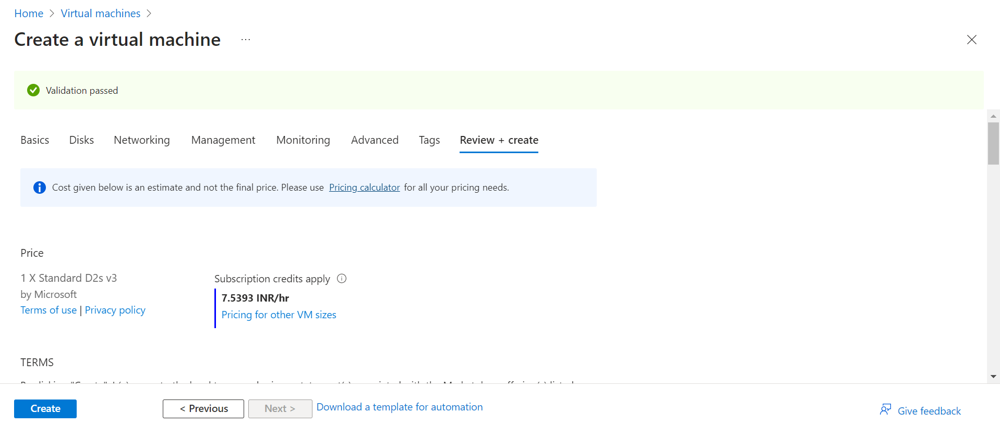 Home > Virtual machines >
Create a virtual machine ...
Validation passed
Basics Disks Networking Management Monitoring Advanced Tags Review + create
Cost given below is an estimate and not the final price. Please use Pricing calculator for all your pricing needs.
Price
1 X Standard D2s v3
by Microsoft
Terms of use | Privacy policy
Subscription credits apply
7.5393 INR/hr
Pricing for other VM sizes
TERMS
Create < Previous Next > Download a template for automation Give feedback